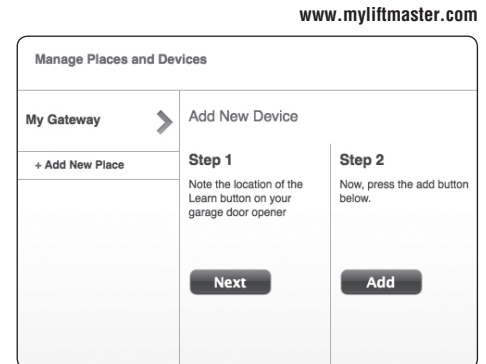 www.myliftmaster.com
Manage Places and Devices
My Gateway
+ Add New Place
Add New Device
Step 1
Note the location of the
Learn button on your
garage door opener
Next
Step 2
Now, press the add button
below.
Add